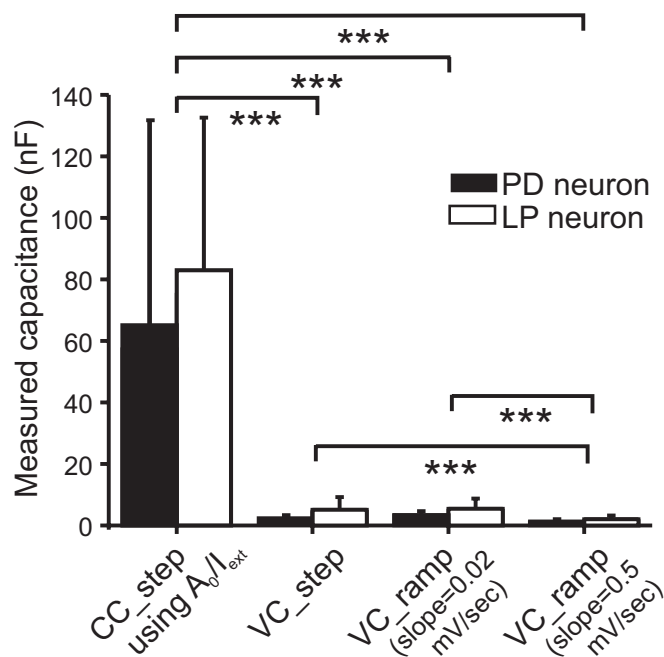 ***
***
***
***
***
140
120
100
80
60
40
20
0
Measured capacitance (nF)
PD neuron
LP neuron
CC_step
using A₀/I_ext
VC_step
VC_ramp
(slope=0.02
mV/sec)
VC_ramp
(slope=0.5
mV/sec)